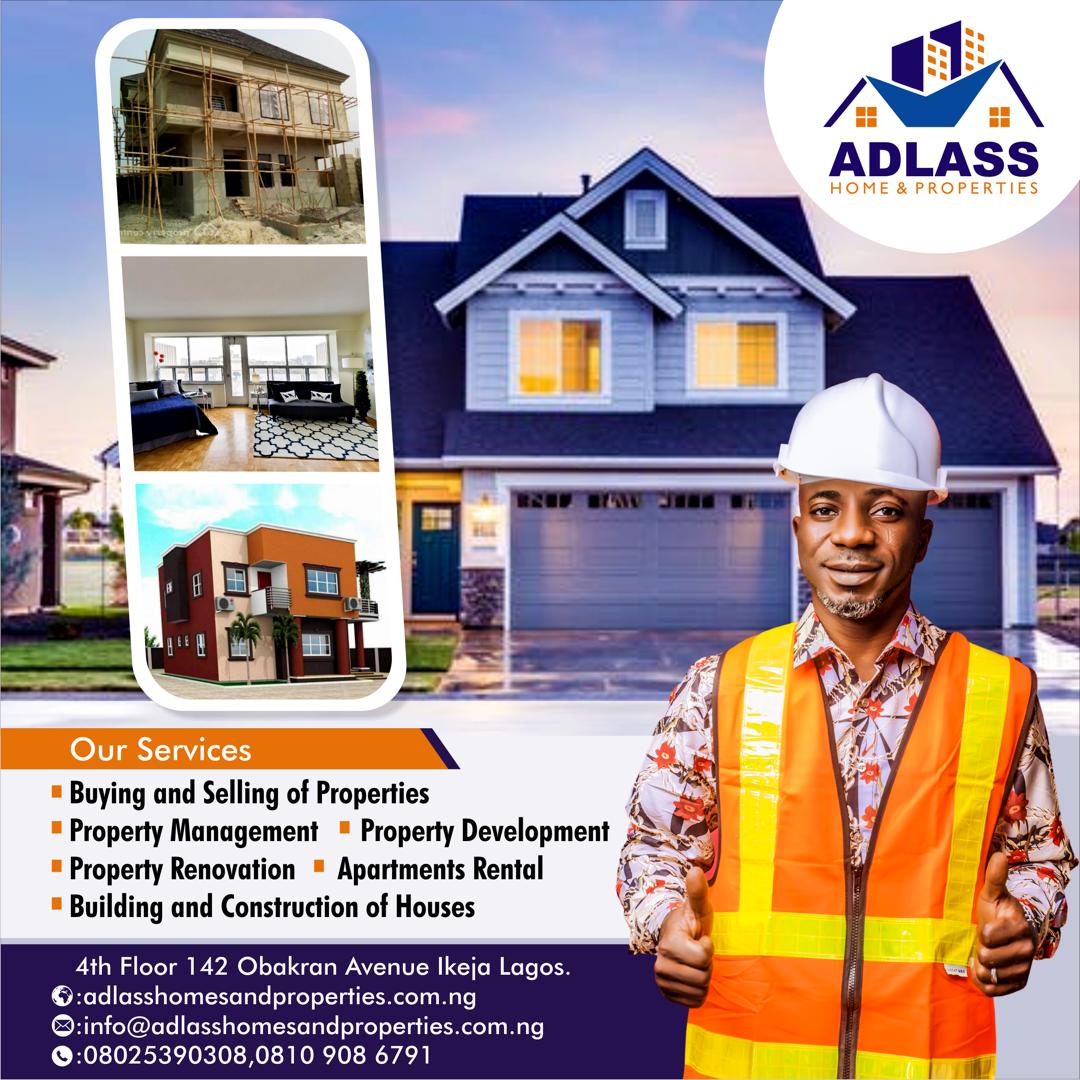 ADLASS
HOME & PROPERTIES
Our Services
Buying and Selling of Properties
Property Management
Property Development
Property Renovation
Apartments Rental
Building and Construction of Houses
4th Floor 142 Obakran Avenue Ikeja Lagos.
:adlasshomesandproperties.com.ng
:info@adlasshomesandproperties.com.ng
:08025390308,0810 908 6791